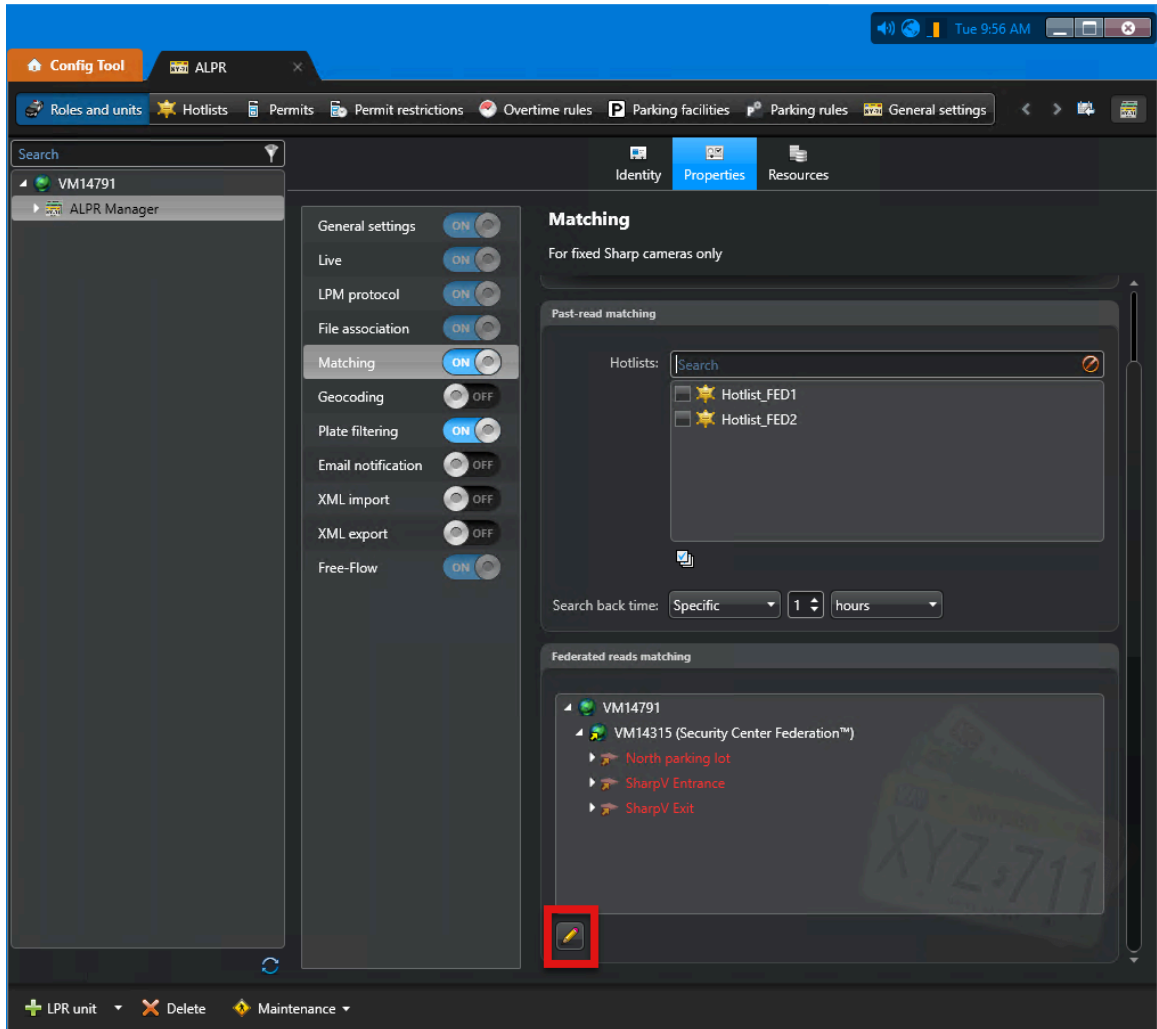 Tue 9:56 AM
Config Tool
ALPR
Roles and units
Hotlists
Permits
Permit restrictions
Overtime rules
Parking facilities
Parking rules
General settings
Search
VM14791
ALPR Manager
Identity
Properties
Resources
General settings ON
Live ON
LPM protocol ON
File association ON
Matching ON
Geocoding OFF
Plate filtering ON
Email notification OFF
XML import OFF
XML export OFF
Free-Flow ON
Matching
For fixed Sharp cameras only
Past-read matching
Hotlists: Search
Hotlist_FED1
Hotlist_FED2
Search back time: Specific 1 hours
Federated reads matching
VM14791
VM14315 (Security Center Federation™)
North parking lot
SharpV Entrance
SharpV Exit
XYZ 711
LPR unit
Delete
Maintenance